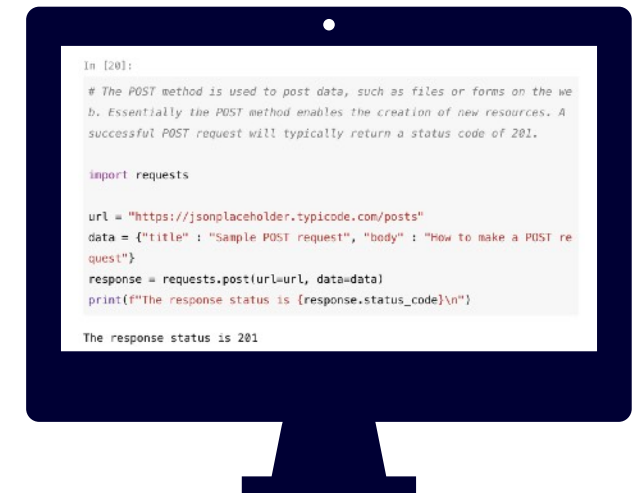 In [20]:
# The POST method is used to post data, such as files or forms on the we
b. Essentially the POST method enables the creation of new resources. A
successful POST request will typically return a status code of 201.
import requests
url = "https://jsonplaceholder.typicode.com/posts"
data = {"title" : "Sample POST request", "body" : "How to make a POST re
quest"}
response = requests.post(url=url, data=data)
print(f"The response status is {response.status_code}\n")
The response status is 201